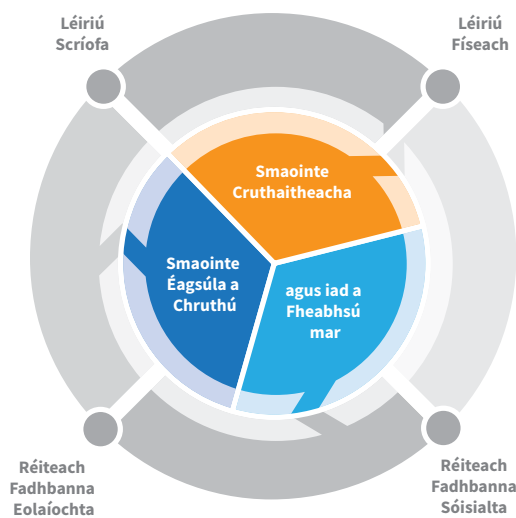 Léiriú
Scríofa
Léiriú
Físeach
Smaointe
Cruthaitheacha
Smaointe
Éagsúla a
Chruthú
agus iad a
Fheabhsú
mar
Réiteach
Fadhbanna
Eolaíochta
Réiteach
Fadhbanna
Sóisialta